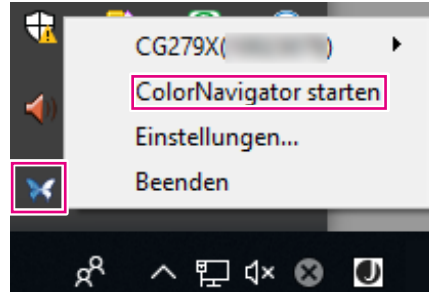 CG279X( )
ColorNavigator starten
Einstellungen...
Beenden